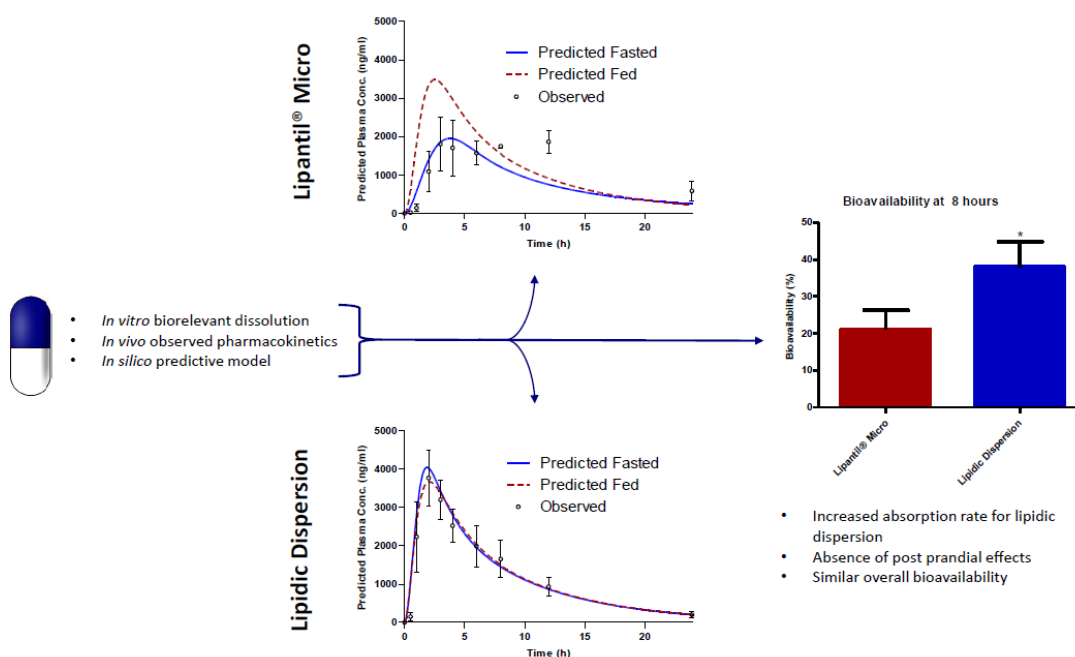 Lipantil® Micro
Predicted Plasma Conc. (ng/ml)
5000
4000
3000
2000
1000
0
0
5
10
15
20
Time (h)
Predicted Fasted
Predicted Fed
Observed
• In vitro biorelevant dissolution
• In vivo observed pharmacokinetics
• In silico predictive model
Bioavailability at 8 hours
Bioavailability (%)
50
40
30
20
10
0
*
Lipantil® Micro
Lipidic Dispersion
Lipidic Dispersion
Predicted Plasma Conc. (ng/ml)
5000
4000
3000
2000
1000
0
0
5
10
15
20
Time (h)
Predicted Fasted
Predicted Fed
Observed
• Increased absorption rate for lipidic
dispersion
• Absence of post prandial effects
• Similar overall bioavailability